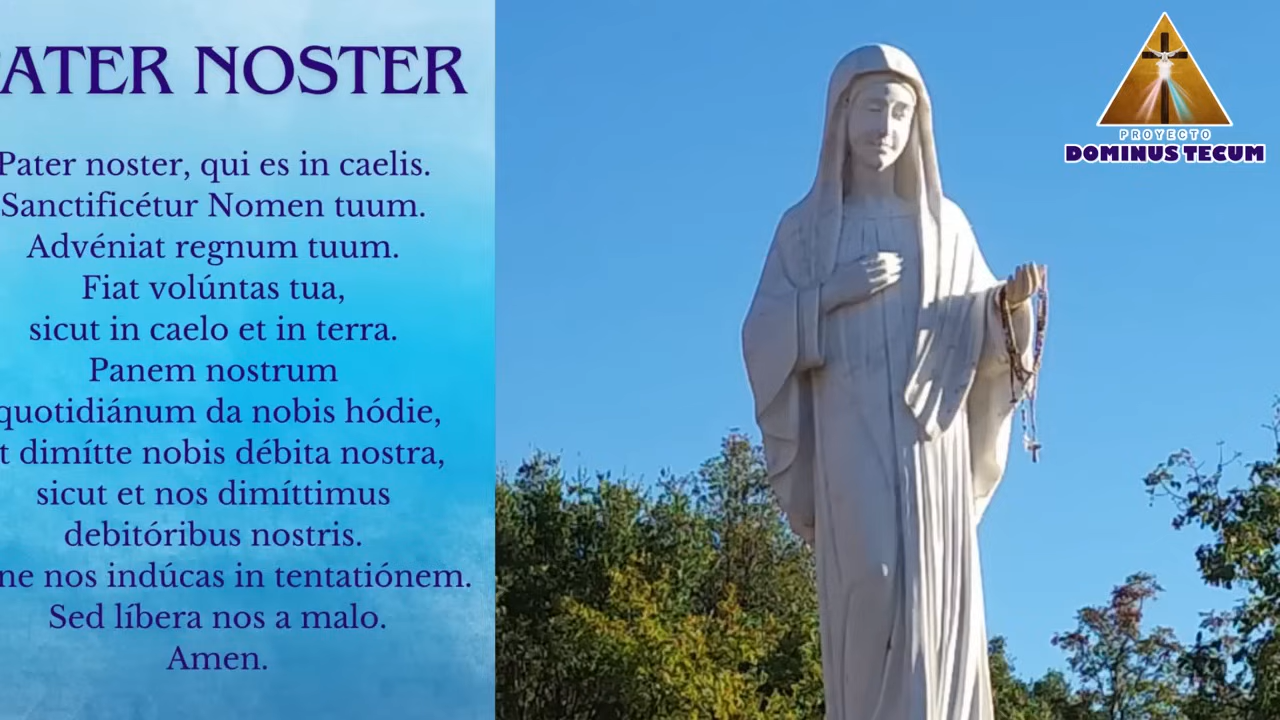 ATER NOSTER
Pater noster, qui es in caelis.
Sanctificétur Nomen tuum.
Advéniat regnum tuum.
Fiat volúntas tua,
sicut in caelo et in terra.
Panem nostrum
quotidiánum da nobis hódie,
t dimítte nobis débita nostra,
sicut et nos dimíttimus
debitóribus nostris.
ne nos indúcas in tentatiónem.
Sed líbera nos a malo.
Amen.
PROYECTO
DOMINUS TECUM